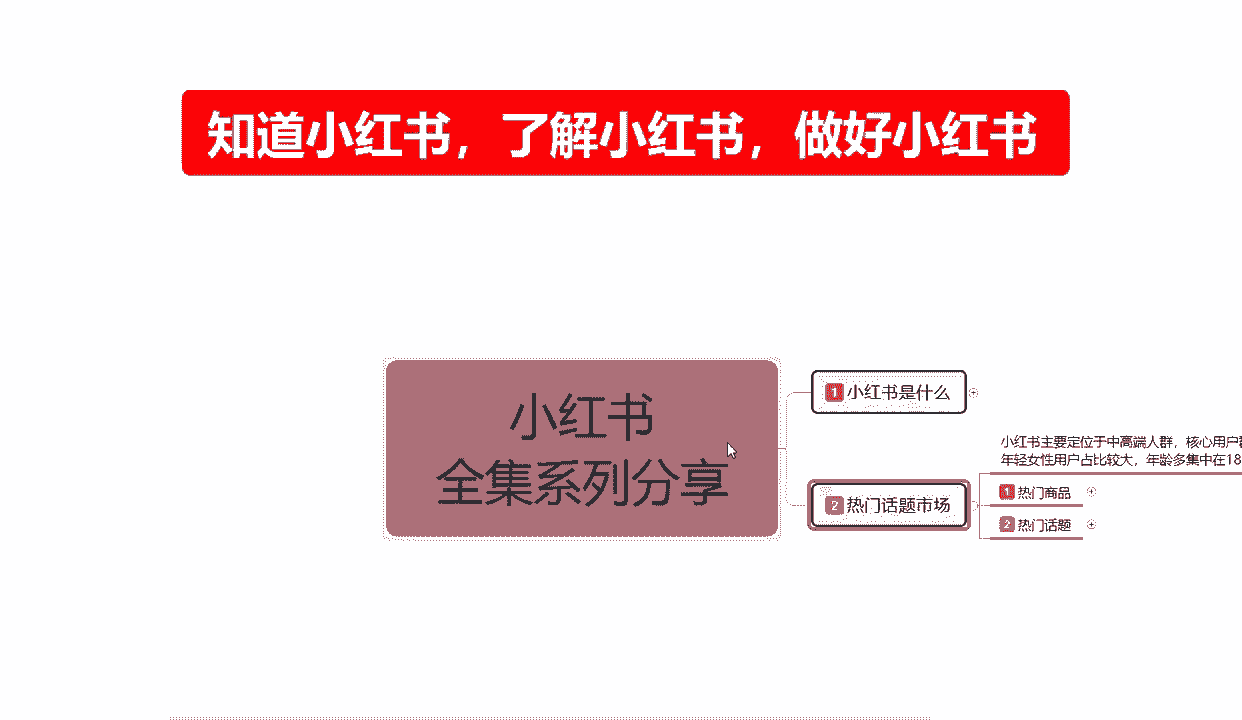 知道小红书，了解小红书，做好小红书
小红书
全集系列分享
1 小红书是什么
2 热门话题市场
小红书主要定位于中高端人群，核心用户
年轻女性用户占比较大，年龄多集中在18
1 热门商品
2 热门话题